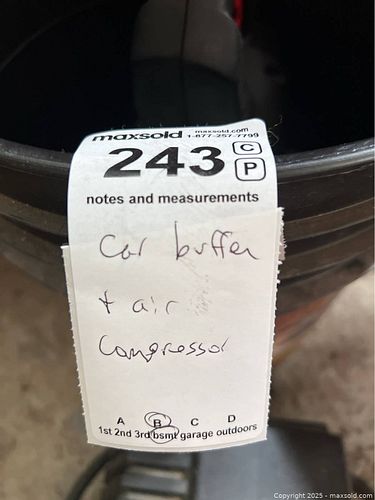 maxsold maxsold.com
1-877-257-7799
243 C
P
notes and measurements
Car buffer
+ air
Compressor
A B C D
1st 2nd 3rd bsmt garage outdoors
Copyright 2025 - maxsold.com